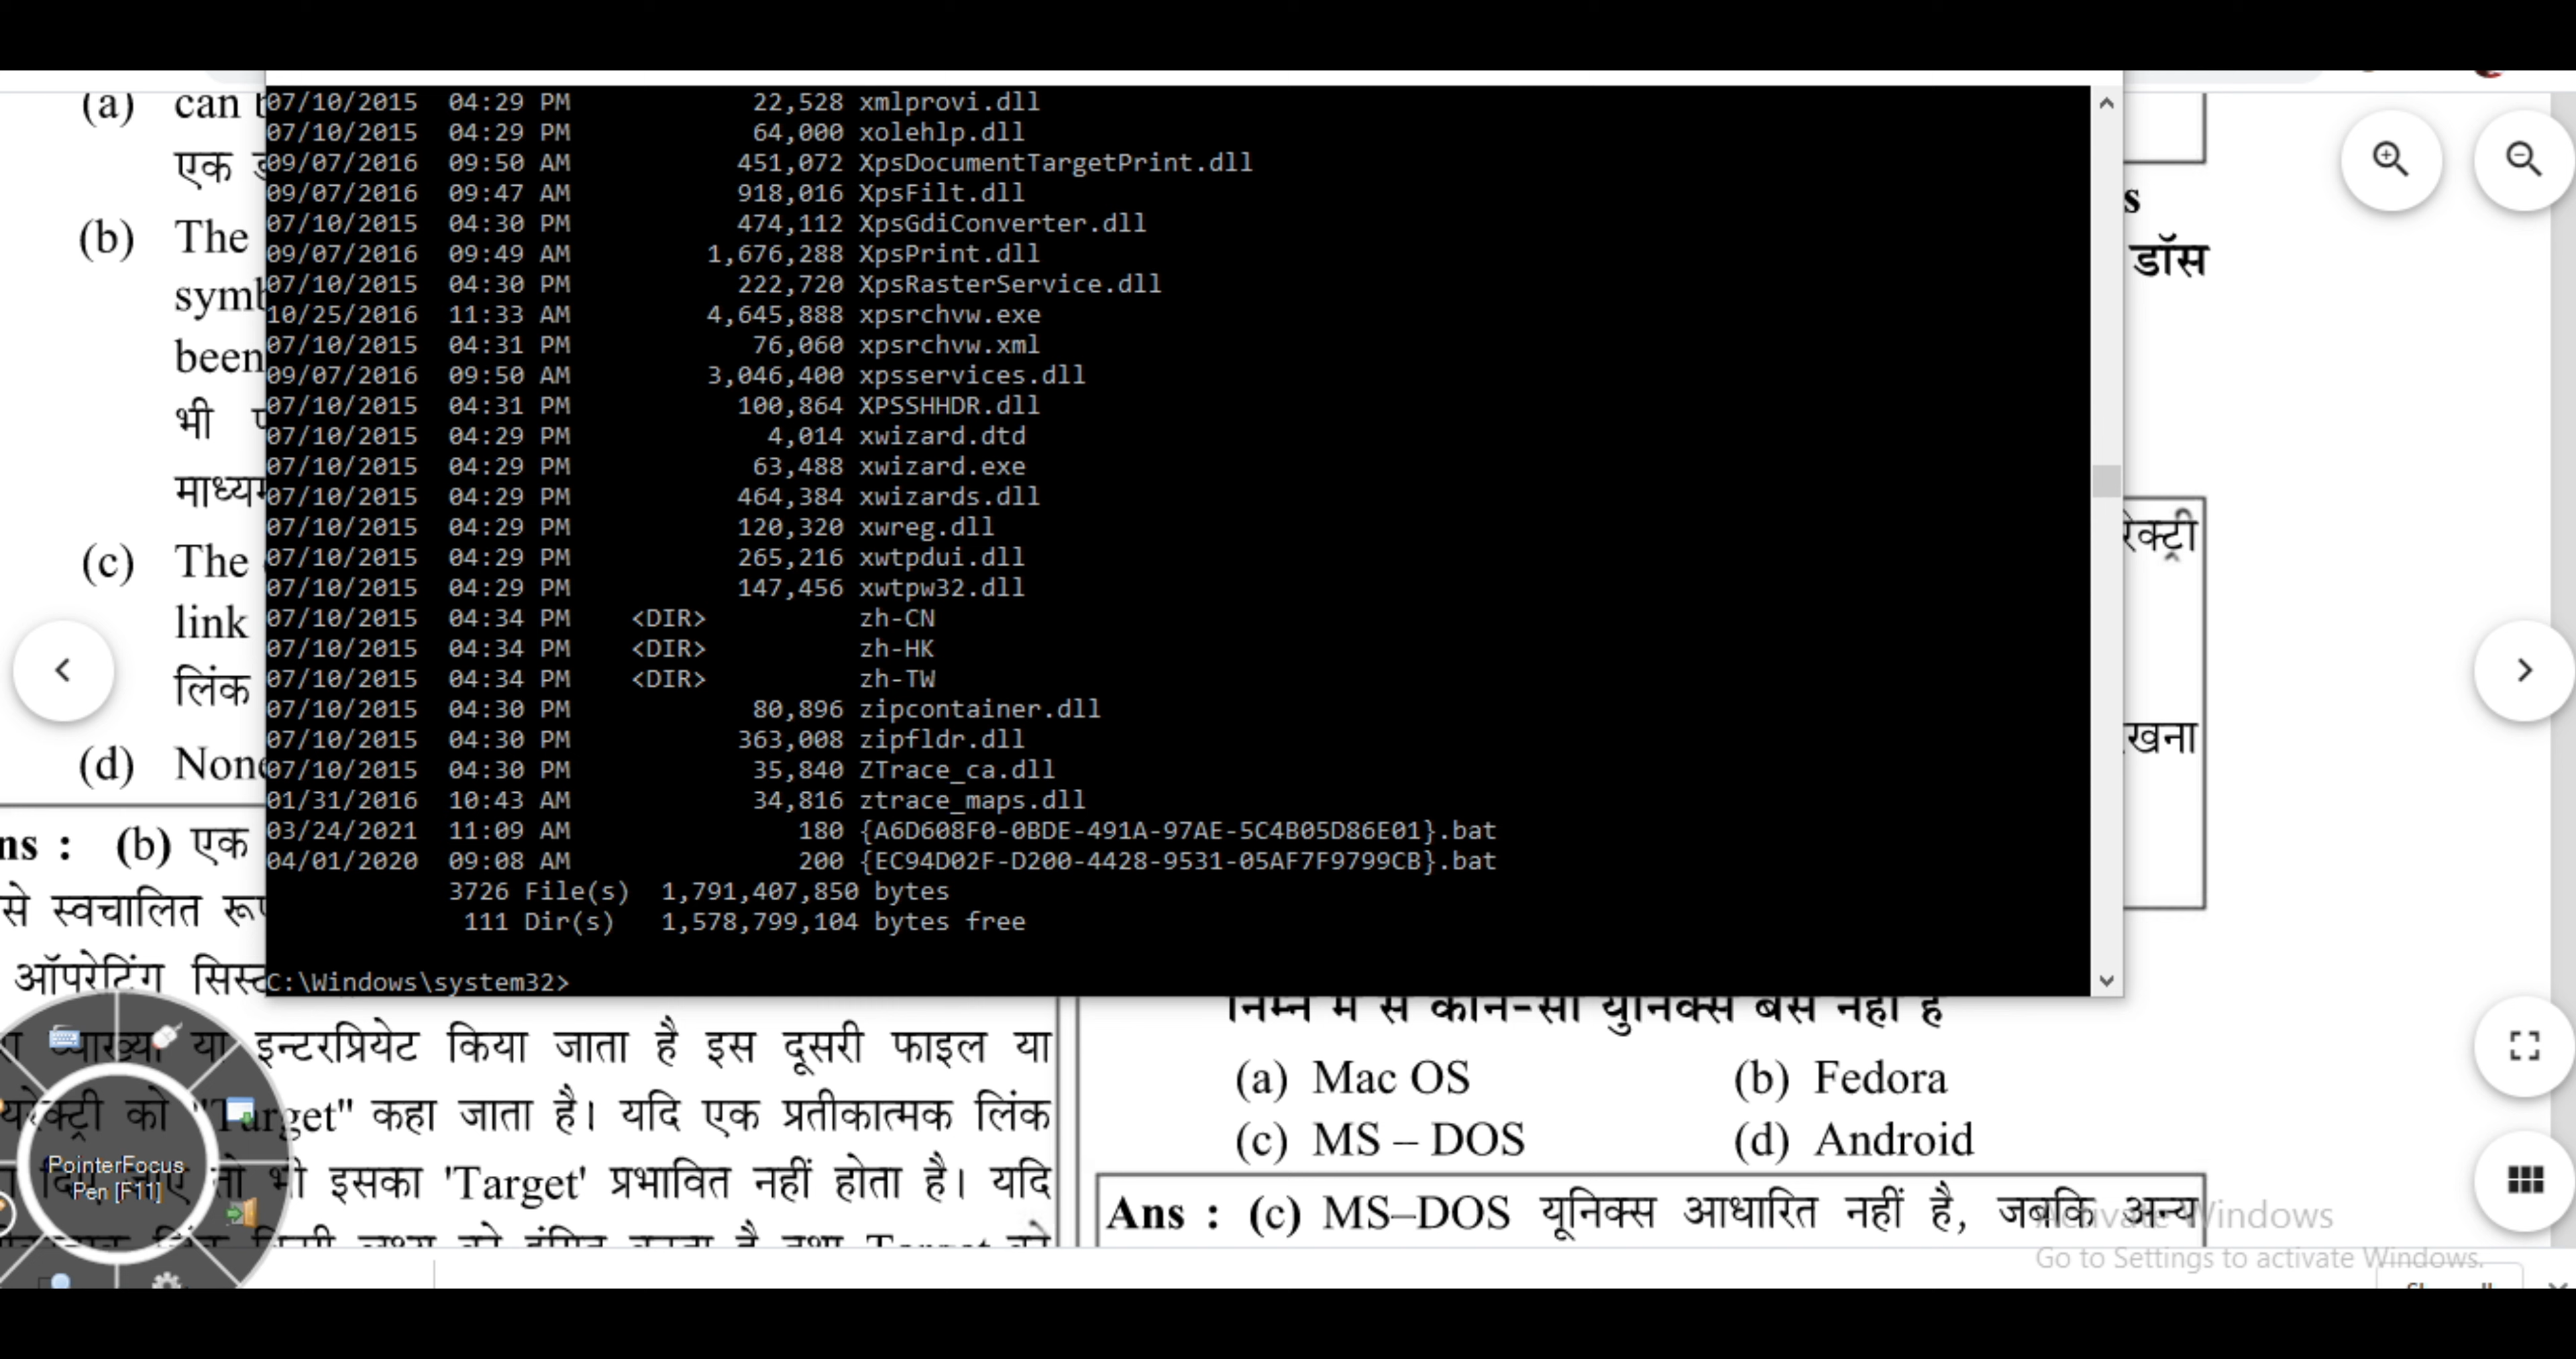 (a) can
एक
(b) The
been
भी
(c) The
link
लिंक
(d)
(b) एक
से स्वचालित
ऑपरेटिंग
07/10/2015 04:29 PM 22,528 xmlprovi.dll
07/10/2015 04:29 PM 64,000 xolehlp.dll
09/07/2016 09:50 AM 451,072 XpsDocumentTargetPrint.dll
09/07/2016 09:47 AM 918,016 XpsFilt.dll
07/10/2015 04:30 PM 474,112 XpsGdiConverter.dll
09/07/2016 09:49 AM 1,676,288 XpsPrint.dll
07/10/2015 04:30 PM 222,720 XpsRasterService.dll
10/25/2016 11:33 AM 4,645,888 xpsrchvw.exe
07/10/2015 04:31 PM 76,060 xpsrchvw.xml
09/07/2016 09:50 AM 3,046,400 xpsservices.dll
07/10/2015 04:31 PM 100,864 XPSSHHDR.dll
07/10/2015 04:29 PM 4,014 xwizard.dtd
07/10/2015 04:29 PM 63,488 xwizard.exe
07/10/2015 04:29 PM 464,384 xwizards.dll
07/10/2015 04:29 PM 120,320 xwreg.dll
07/10/2015 04:29 PM 265,216 xwtpdui.dll
07/10/2015 04:29 PM 147,456 xwtpw32.dll
07/10/2015 04:34 PM <DIR> zh-CN
07/10/2015 04:34 PM <DIR> zh-HK
07/10/2015 04:34 PM <DIR> zh-TW
07/10/2015 04:30 PM 80,896 zipcontainer.dll
07/10/2015 04:30 PM 363,008 zipfldr.dll
07/10/2015 04:30 PM 35,840 ZTrace_ca.dll
01/31/2016 10:43 AM 34,816 ztrace_maps.dll
03/24/2021 11:09 AM 180 {A6D608F0-0BDE-491A-97AE-5C4B05D86E01}.bat
04/01/2020 09:08 AM 200 {EC94D02F-D200-4428-9531-05AF7F9799CB}.bat
3726 File(s) 1,791,407,850 bytes
111 Dir(s) 1,578,799,104 bytes free
C:\Windows\system32>
डॉस
व्याख्या या इन्टरप्रियेट किया जाता है इस दूसरी फाइल या
को "Target" कहा जाता है। यदि एक प्रतीकात्मक लिंक
तो भी इसका 'Target' प्रभावित नहीं होता है। यदि
PointerFocus
Pen [F11]
निम्न में से कौन-सा युनिक्स बेस नहीं है
(a) Mac OS (b) Fedora
(c) MS – DOS (d) Android
Ans : (c) MS–DOS यूनिक्स आधारित नहीं है, जबकि अन्य
Activate Windows
Go to Settings to activate Windows.